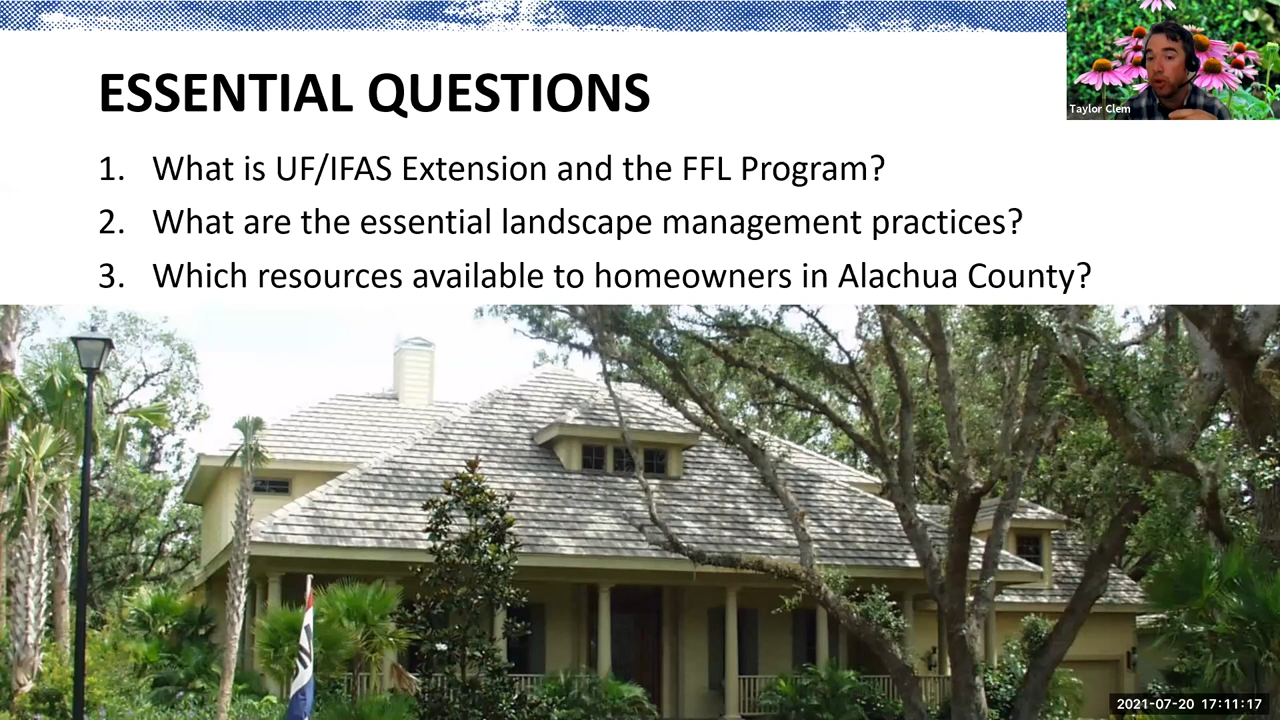 ESSENTIAL QUESTIONS
Taylor Clem
1. What is UF/IFAS Extension and the FFL Program?
2. What are the essential landscape management practices?
3. Which resources available to homeowners in Alachua County?
2021-07-20 17:11:17